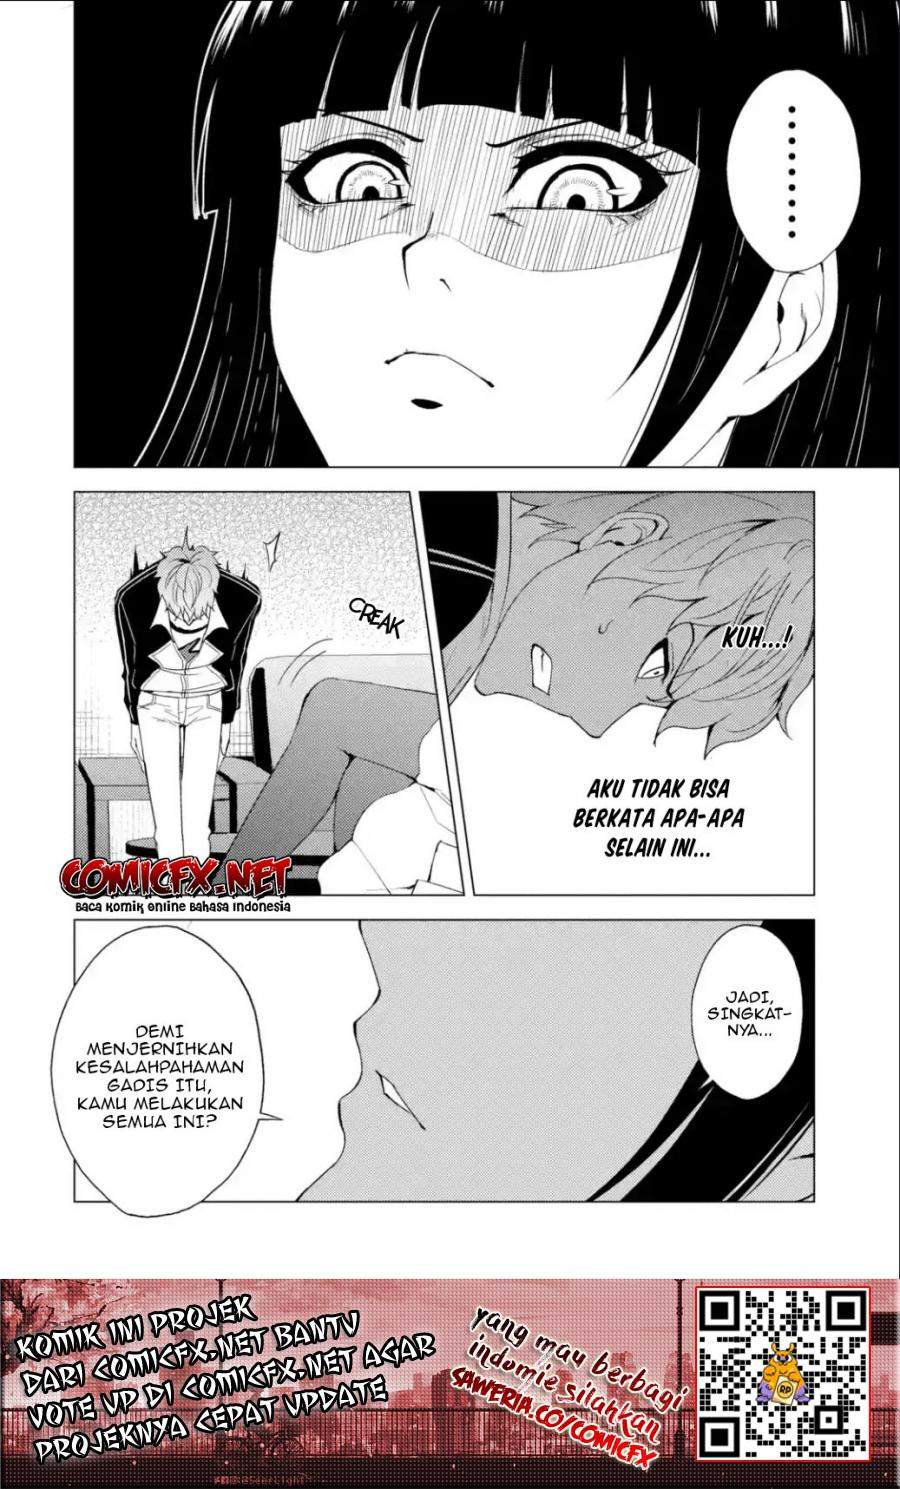 .........
KUH....!
AKU TIDAK BISA
BERKATA APA-APA
SELAIN INI...
CREAK
COMICFX.NET
Baca Komik Online Bahasa Indonesia
JADI,
SINGKAT-
NYA...
DEMI
MENJERNIHKAN
KESALAHPAHAMAN
GADIS ITU,
KAMU MELAKUKAN
SEMUA INI?
KOMIK INI PROJEK
DARI COMICFX.NET BANTU
VOTE UP DI COMICFX.NET AGAR
PROJEKNYA CEPAT UPDATE
yang mau berbagi
indomie silahkan
SAWERIA.CO/COMICFX
RP
@SeerLight